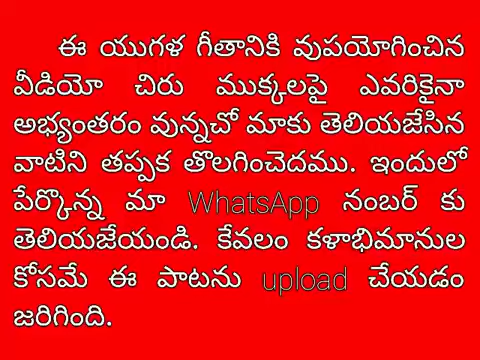 ఈ యుగళ గీతానికి వుపయోగించిన
వీడియో చిరు ముక్కలపై ఎవరికైనా
అభ్యంతరం వున్నచో మాకు తెలియజేసిన
వాటిని తప్పక తొలగించెదము. ఇందులో
పేర్కొన్న మా WhatsApp నంబర్ కు
తెలియజేయండి. కేవలం కళాభిమానుల
కోసమే ఈ పాటను upload చేయడం
జరిగింది.